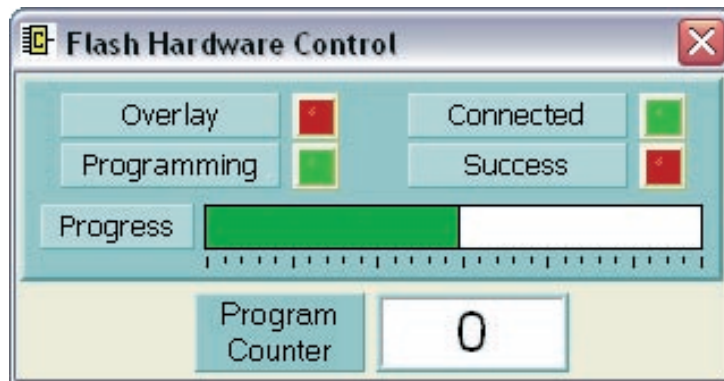 Flash Hardware Control
Overlay
Connected
Programming
Success
Progress
Program
Counter
0